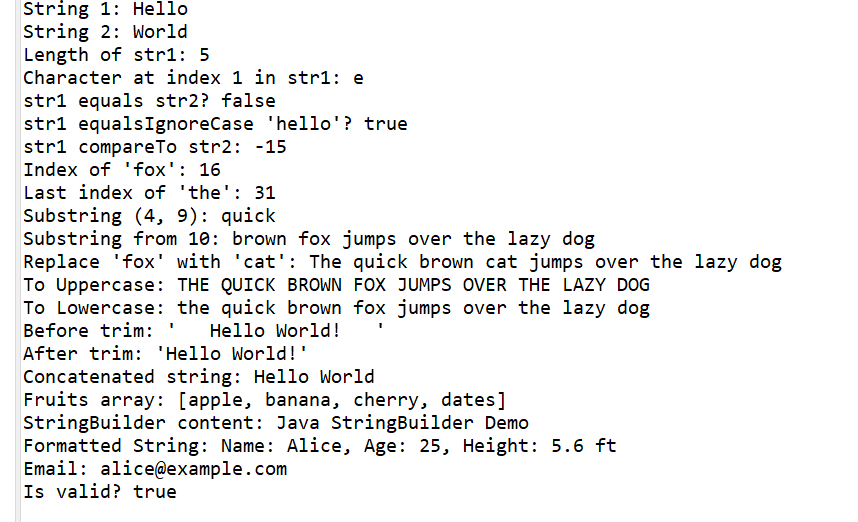 String 1: Hello
String 2: World
Length of str1: 5
Character at index 1 in str1: e
str1 equals str2? false
str1 equalsIgnoreCase 'hello'? true
str1 compareTo str2: -15
Index of 'fox': 16
Last index of 'the': 31
Substring (4, 9): quick
Substring from 10: brown fox jumps over the lazy dog
Replace 'fox' with 'cat': The quick brown cat jumps over the lazy dog
To Uppercase: THE QUICK BROWN FOX JUMPS OVER THE LAZY DOG
To Lowercase: the quick brown fox jumps over the lazy dog
Before trim: '   Hello World!   '
After trim: 'Hello World!'
Concatenated string: Hello World
Fruits array: [apple, banana, cherry, dates]
StringBuilder content: Java StringBuilder Demo
Formatted String: Name: Alice, Age: 25, Height: 5.6 ft
Email: alice@example.com
Is valid? true